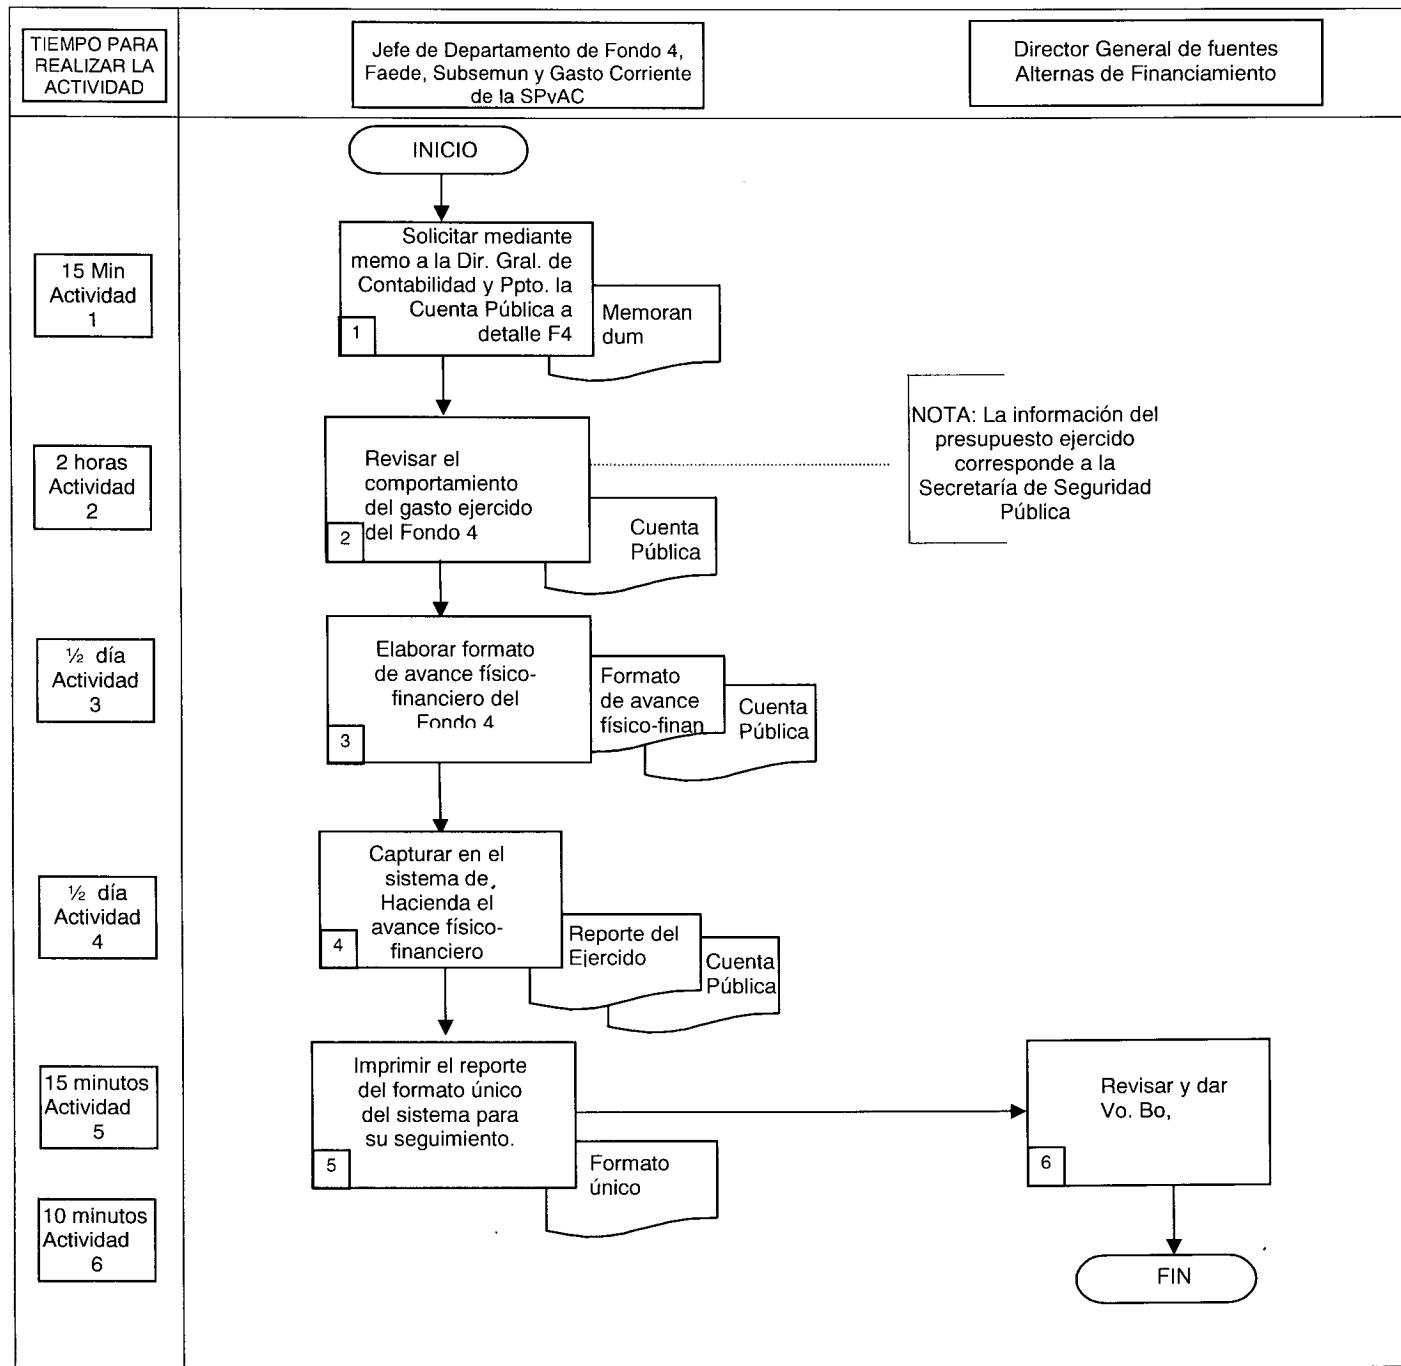 TIEMPO PARA
REALIZAR LA
ACTIVIDAD
Jefe de Departamento de Fondo 4,
Faede, Subsemun y Gasto Corriente
de la SPvAC
Director General de fuentes
Alternas de Financiamiento
INICIO
15 Min
Actividad
1
Solicitar mediante
memo a la Dir. Gral. de
Contabilidad y Ppto. la
Cuenta Pública a
detalle F4
1
Memoran
dum
2 horas
Actividad
2
Revisar el
comportamiento
del gasto ejercido
del Fondo 4
2
Cuenta
Pública
NOTA: La información del
presupuesto ejercido
corresponde a la
Secretaría de Seguridad
Pública
½ día
Actividad
3
Elaborar formato
de avance físico-
financiero del
Fondo 4
3
Formato
de avance
físico-finan
Cuenta
Pública
½ día
Actividad
4
Capturar en el
sistema de
Hacienda el
avance físico-
financiero
4
Reporte del
Ejercido
Cuenta
Pública
15 minutos
Actividad
5
Imprimir el reporte
del formato único
del sistema para
su seguimiento.
5
Formato
único
Revisar y dar
Vo. Bo,
6
10 minutos
Actividad
6
FIN